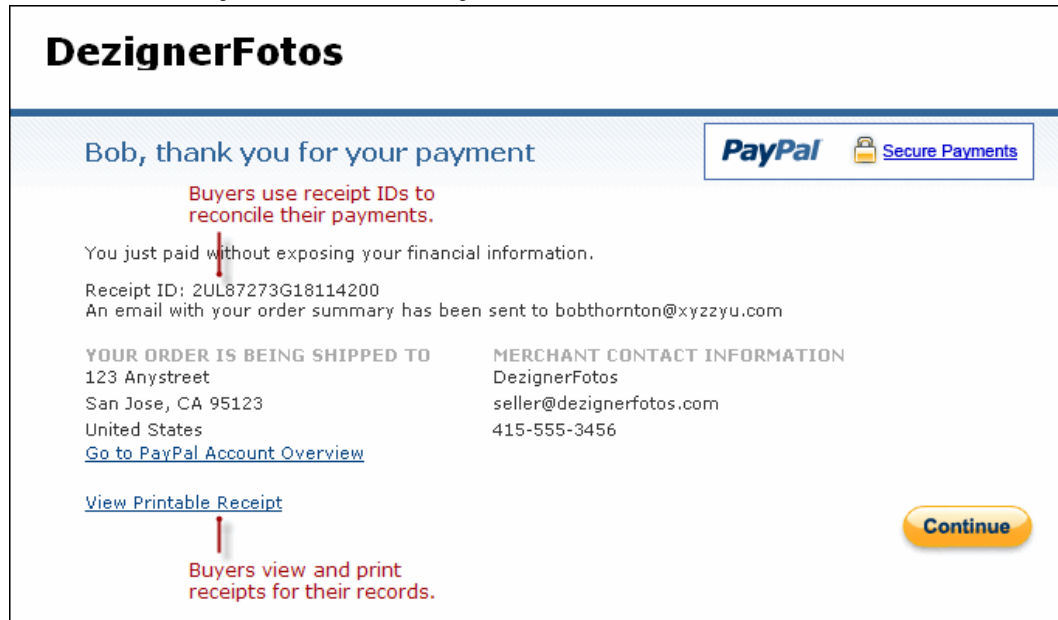 DezignerFotos
Bob, thank you for your payment
PayPal
Secure Payments
Buyers use receipt IDs to
reconcile their payments.
You just paid without exposing your financial information.
Receipt ID: 2UL87273G18114200
An email with your order summary has been sent to bobthornton@xyzzyu.com
YOUR ORDER IS BEING SHIPPED TO
123 Anystreet
San Jose, CA 95123
United States
Go to PayPal Account Overview
MERCHANT CONTACT INFORMATION
DezignerFotos
seller@dezignerfotos.com
415-555-3456
View Printable Receipt
Continue
Buyers view and print
receipts for their records.